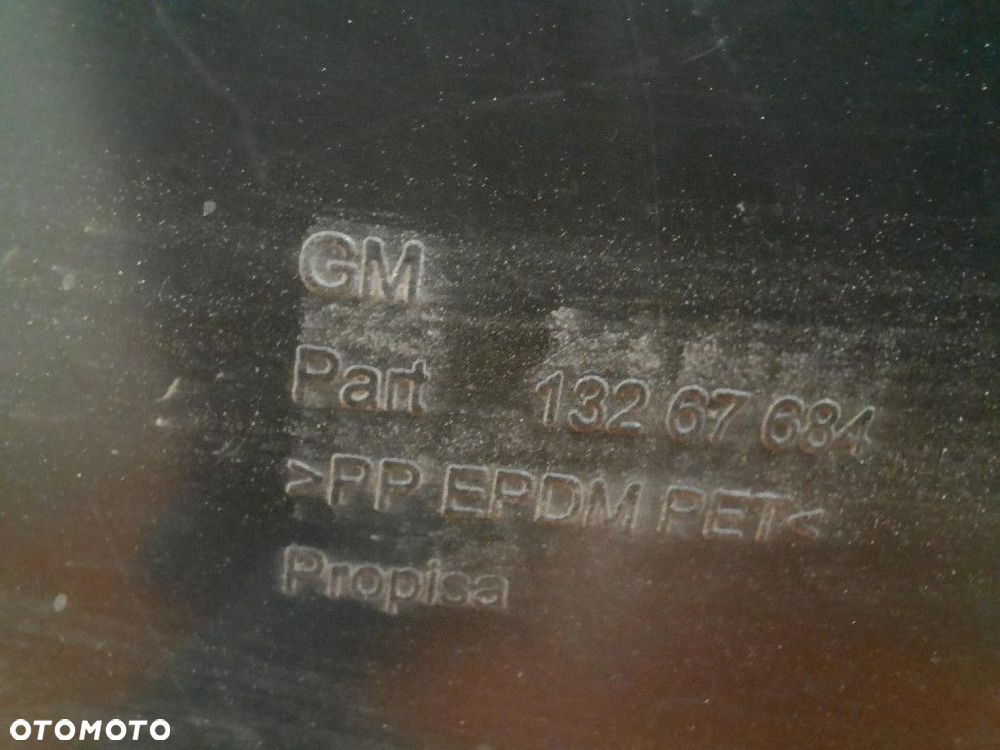 GM
Part 132 67 684
>PP EPDM PET<
Propisa
OTOMOTO